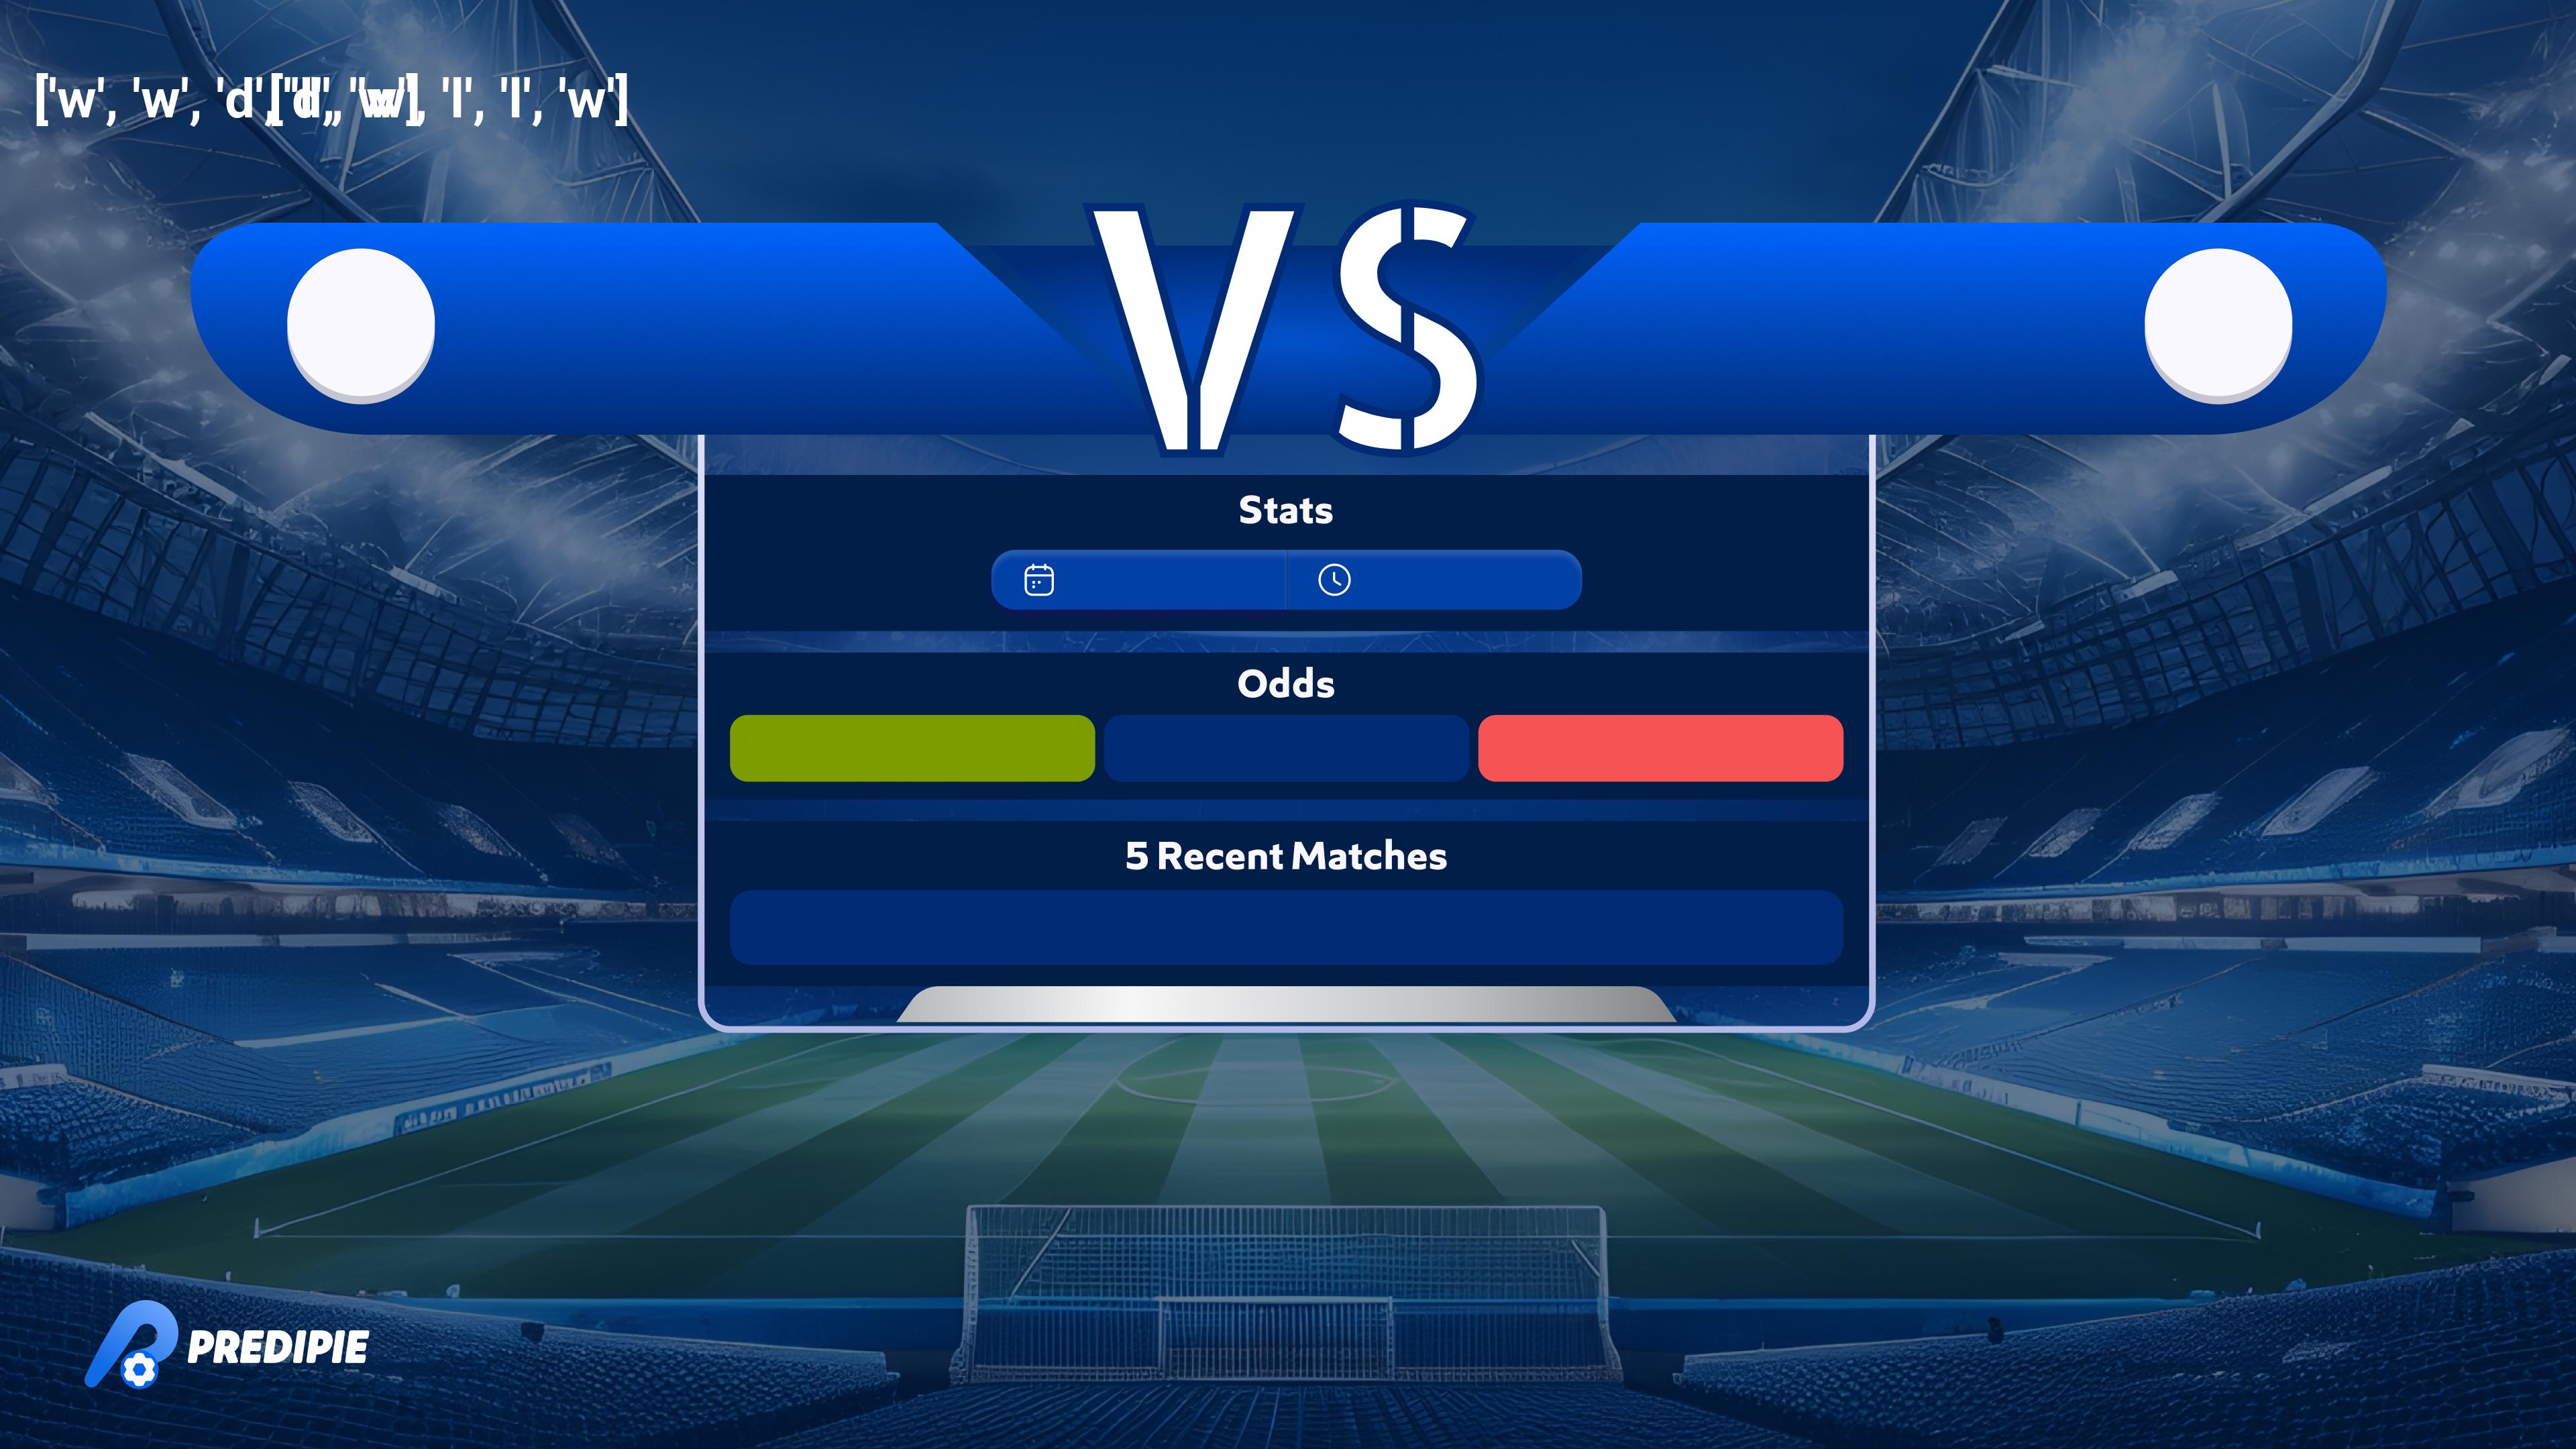 ['w', 'w', 'd', 'l', 'l', 'w']
VS
Stats
Odds
5 Recent Matches
PREDIPIE